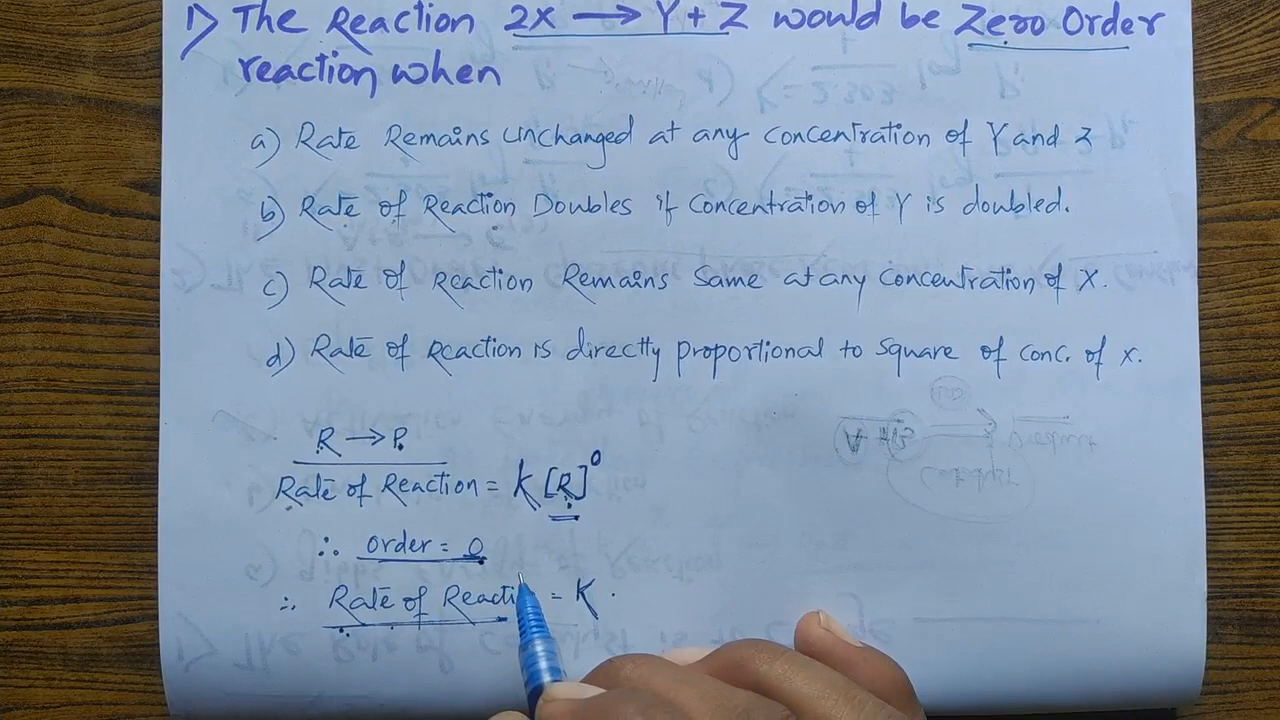 1) The Reaction 2X → Y + Z would be Zero Order
reaction when
a) Rate Remains Unchanged at any Concentration of Y and Z
b) Rate of Reaction Doubles if Concentration of Y is doubled.
c) Rate of Reaction Remains Same at any Concentration of X.
d) Rate of Reaction is directly proportional to Square of Conc. of X.
R → P
Rate of Reaction = K [R]⁰
∴ order = 0
∴ Rate of Reacti = K.